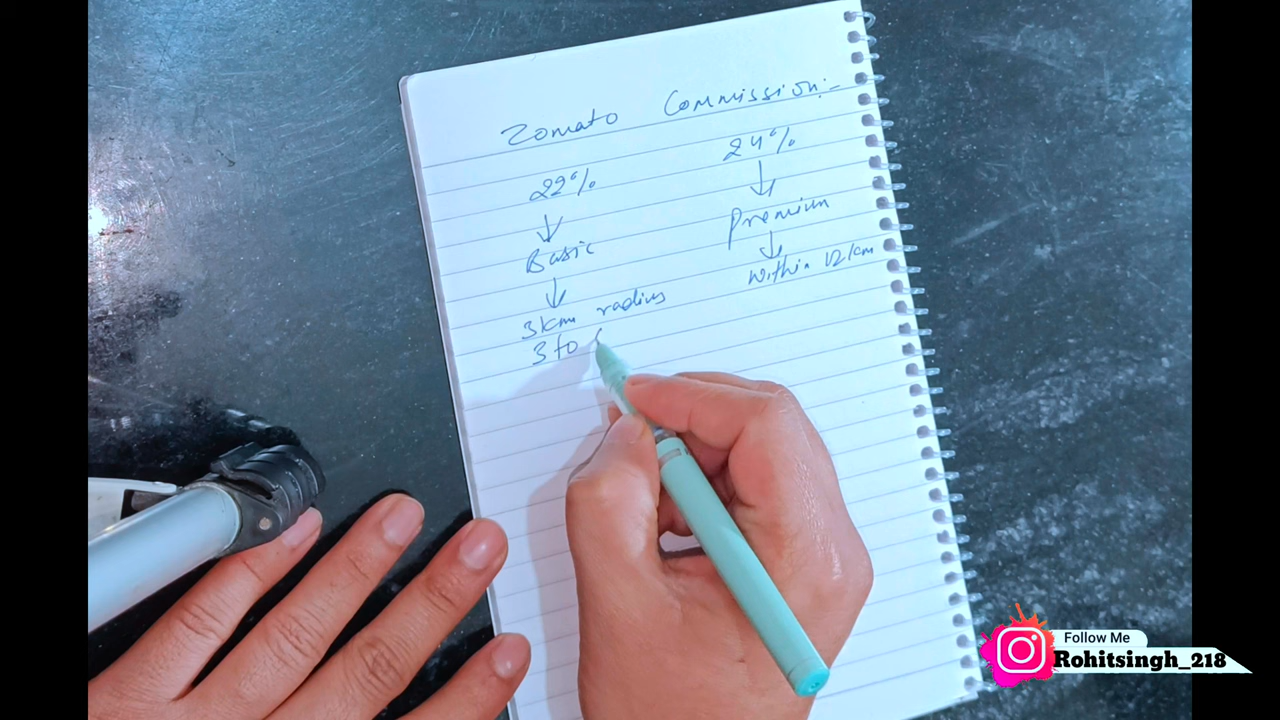 Zomato Commission:-
22% 24%
↓ ↓
Basic Premium
↓ ↓
3km radius within 12km
3 to
Follow Me
Rohitsingh_218